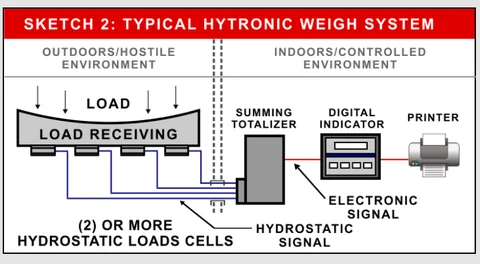 SKETCH 2: TYPICAL HYTRONIC WEIGH SYSTEM
OUTDOORS/HOSTILE
ENVIRONMENT
INDOORS/CONTROLLED
ENVIRONMENT
LOAD
LOAD RECEIVING
SUMMING
TOTALIZER
DIGITAL
INDICATOR
PRINTER
ELECTRONIC
SIGNAL
(2) OR MORE
HYDROSTATIC LOADS CELLS
HYDROSTATIC
SIGNAL